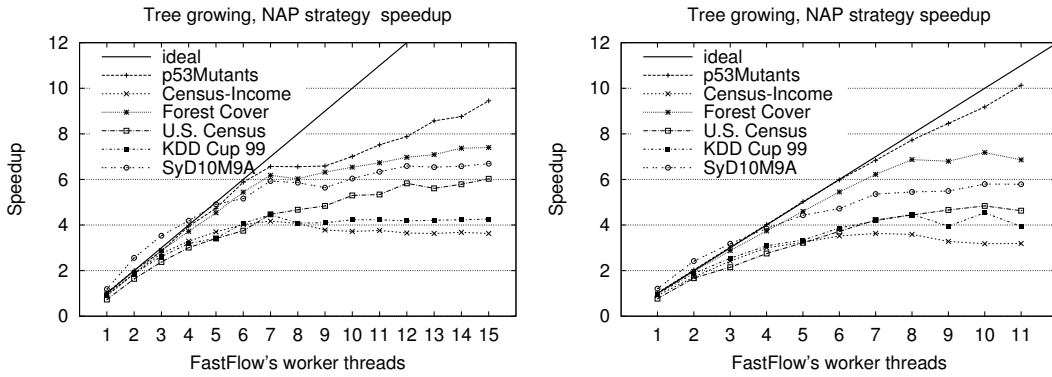 Tree growing, NAP strategy speedup
12
10
8
6
4
2
0
Speedup
ideal
p53Mutants
Census-Income
Forest Cover
U.S. Census
KDD Cup 99
SyD10M9A
1 2 3 4 5 6 7 8 9 10 11 12 13 14 15
FastFlow's worker threads
Tree growing, NAP strategy speedup
12
10
8
6
4
2
0
Speedup
ideal
p53Mutants
Census-Income
Forest Cover
U.S. Census
KDD Cup 99
SyD10M9A
1 2 3 4 5 6 7 8 9 10 11
FastFlow's worker threads